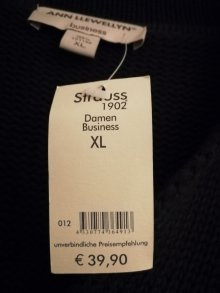 ANN LLEWELLYN
business
XL
Strauss
1902
Damen
Business
XL
012
unverbindliche Preisempfehlung
€ 39,90